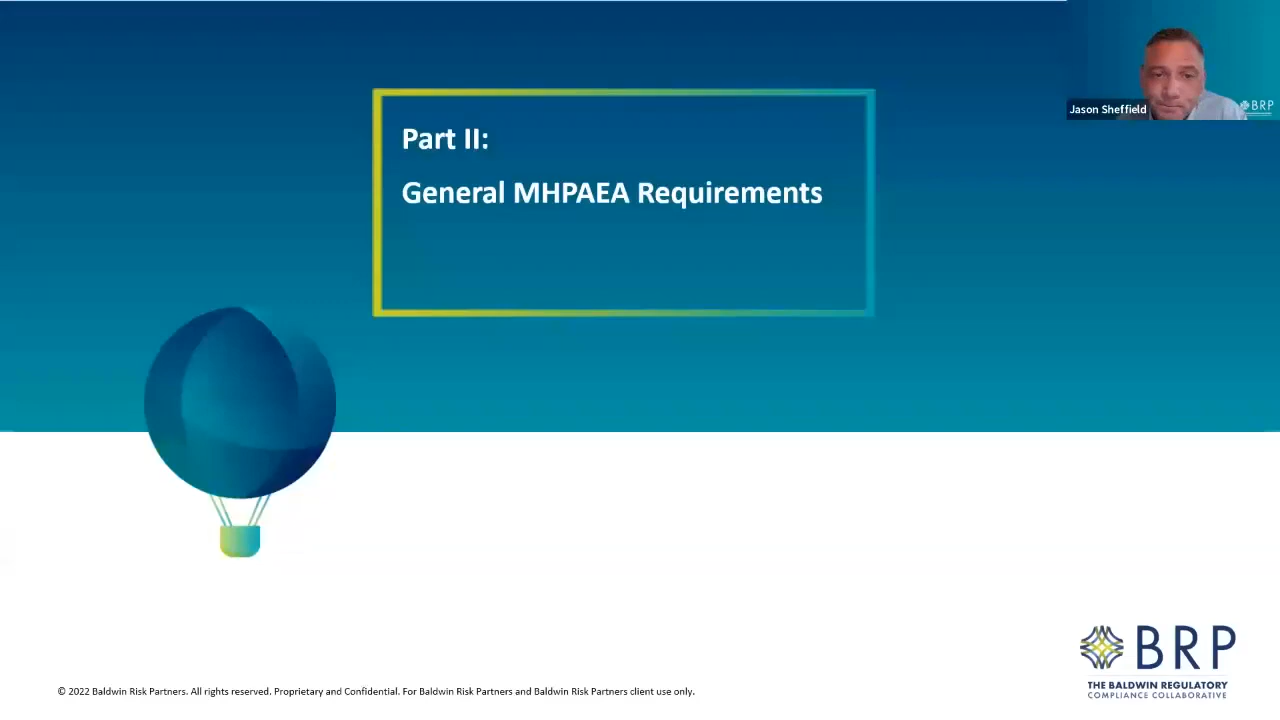 Part II:
General MHPAEA Requirements
Jason Sheffield
BRP
BRP
THE BALDWIN REGULATORY
COMPLIANCE COLLABORATIVE
© 2022 Baldwin Risk Partners. All rights reserved. Proprietary and Confidential. For Baldwin Risk Partners and Baldwin Risk Partners client use only.